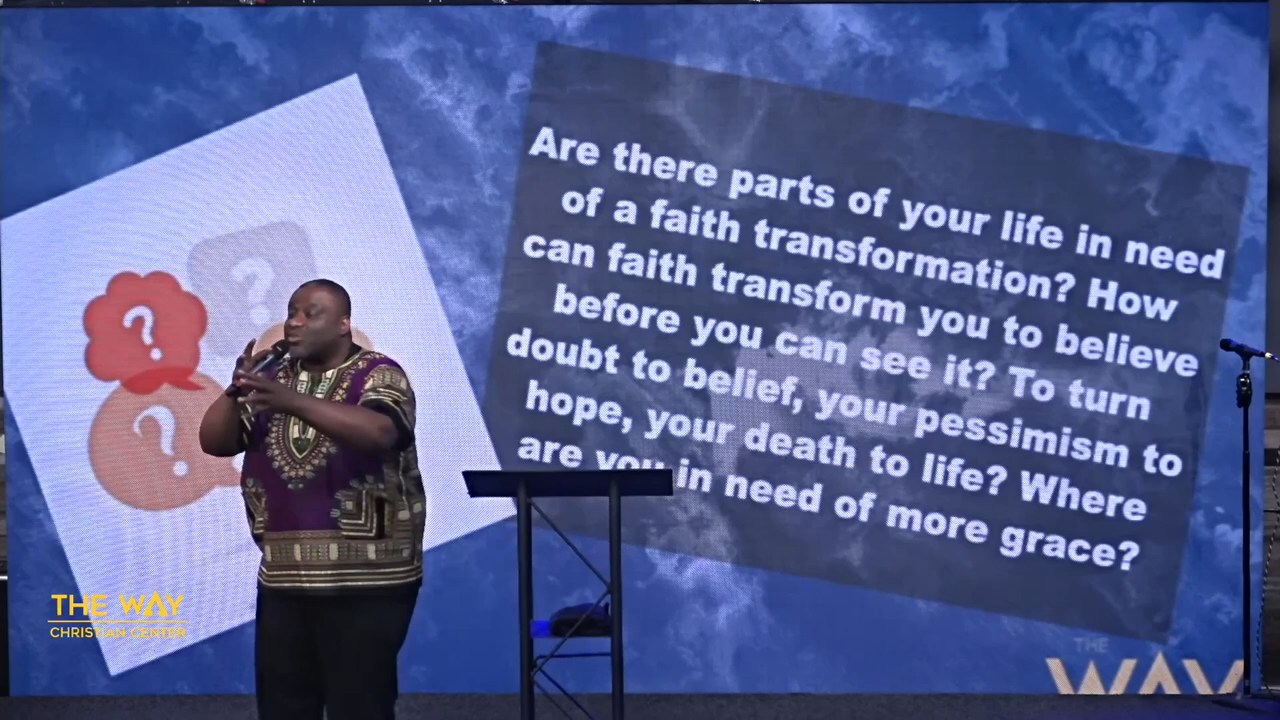 Are there parts of your life in need
of a faith transformation? How
can faith transform you to believe
before you can see it? To turn
doubt to belief, your pessimism to
hope, your death to life? Where
are you in need of more grace?
?
?
?
THE WAY
CHRISTIAN CENTER
THE
WAY